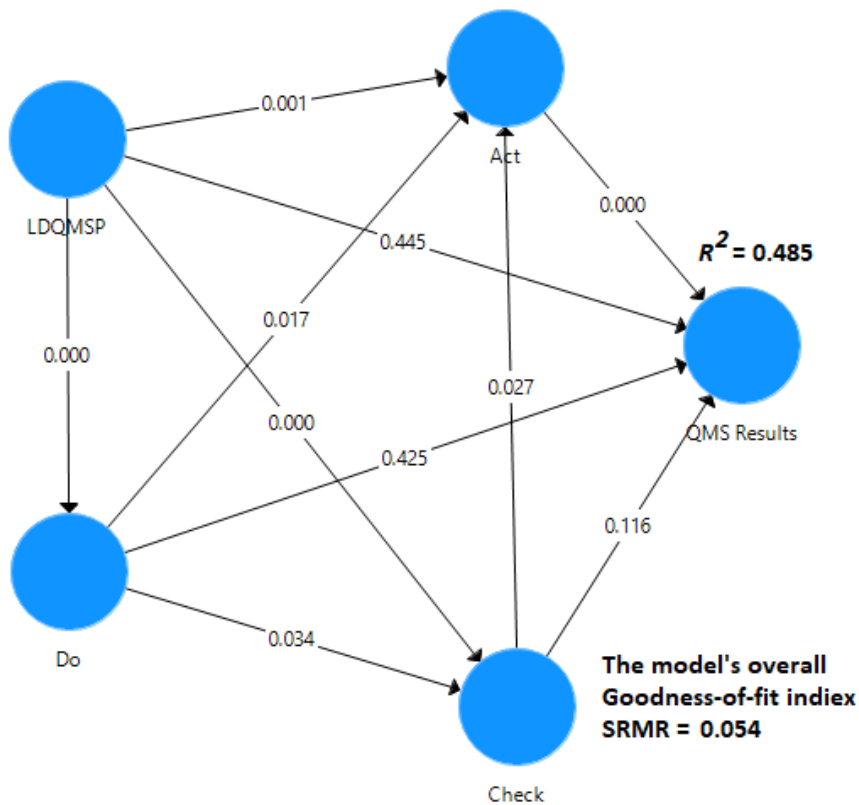 0.001
Act
LDQMSP
0.000
0.445
R² = 0.485
0.017
0.000
0.027
0.000
QMS Results
0.425
0.116
0.034
Do
The model's overall
Goodness-of-fit indiex
SRMR = 0.054
Check